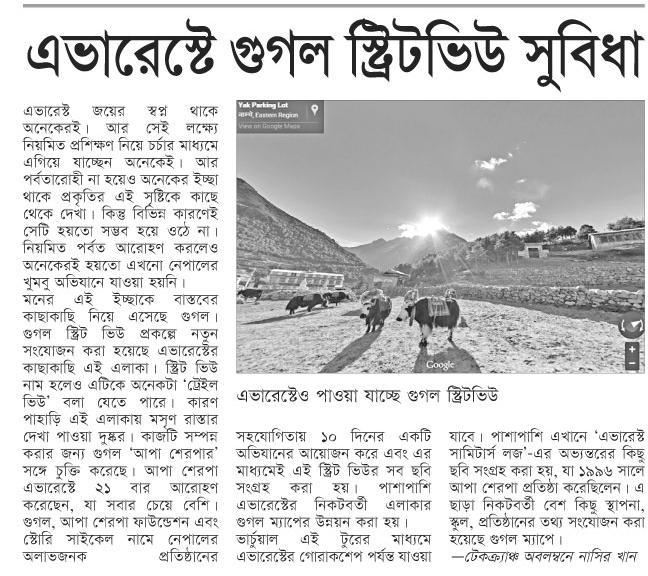 এভারেস্টে গুগল স্ট্রিটভিউ সুবিধা
এভারেস্ট জয়ের স্বপ্ন থাকে
অনেকেরই। আর সেই লক্ষ্যে
নিয়মিত প্রশিক্ষণ নিয়ে চর্চার মাধ্যমে
এগিয়ে যাচ্ছেন অনেকেই। আর
পর্বতারোহী না হয়েও অনেকের ইচ্ছা
থাকে প্রকৃতির এই সৃষ্টিকে কাছে
থেকে দেখা। কিন্তু বিভিন্ন কারণেই
সেটি হয়তো সম্ভব হয়ে ওঠে না।
নিয়মিত পর্বত আরোহণ করলেও
অনেকেরই হয়তো এখনো নেপালের
খুমবু অভিযানে যাওয়া হয়নি।
মনের এই ইচ্ছাকে বাস্তবের
কাছাকাছি নিয়ে এসেছে গুগল।
গুগল স্ট্রিট ভিউ প্রকল্পে নতুন
সংযোজন করা হয়েছে এভারেস্টের
কাছাকাছি এই এলাকা। স্ট্রিট ভিউ
নাম হলেও এটিকে অনেকটা ‘ট্রেইল
ভিউ’ বলা যেতে পারে। কারণ
পাহাড়ি এই এলাকায় মসৃণ রাস্তার
দেখা পাওয়া দুষ্কর। কাজটি সম্পন্ন
করার জন্য গুগল ‘আপা শেরপার’
সঙ্গে চুক্তি করেছে। আপা শেরপা
এভারেস্টে ২১ বার আরোহণ
করেছেন, যা সবার চেয়ে বেশি।
গুগল, আপা শেরপা ফাউন্ডেশন এবং
স্টোরি সাইকেল নামে নেপালের
অলাভজনক প্রতিষ্ঠানের
Yak Parking Lot
नाम्चे, Eastern Region
View on Google Maps
Google
এভারেস্টেও পাওয়া যাচ্ছে গুগল স্ট্রিটভিউ
সহযোগিতায় ১০ দিনের একটি
অভিযানের আয়োজন করে এবং এর
মাধ্যমেই এই স্ট্রিট ভিউর সব ছবি
সংগ্রহ করা হয়। পাশাপাশি
এভারেস্টের নিকটবর্তী এলাকার
গুগল ম্যাপের উন্নয়ন করা হয়।
ভার্চুয়াল এই টুরের মাধ্যমে
এভারেস্টের গোরাকশেপ পর্যন্ত যাওয়া
যাবে। পাশাপাশি এখানে ‘এভারেস্ট
সামিটার্স লজ’-এর অভ্যন্তরের কিছু
ছবি সংগ্রহ করা হয়, যা ১৯৯৬ সালে
আপা শেরপা প্রতিষ্ঠা করেছিলেন। এ
ছাড়া নিকটবর্তী বেশ কিছু স্থাপনা,
স্কুল, প্রতিষ্ঠানের তথ্য সংযোজন করা
হয়েছে গুগল ম্যাপে।
—টেকক্র্যাঞ্চ অবলম্বনে নাসির খান